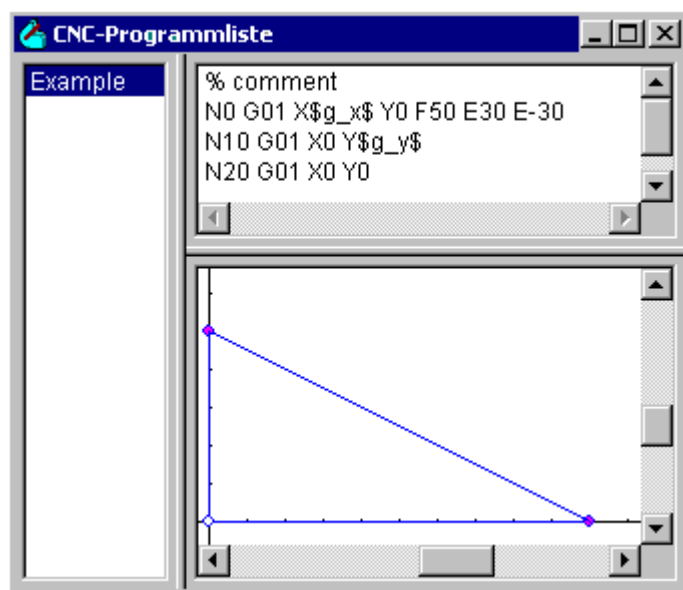 CNC-Programmliste
Example
% comment
N0 G01 X$g_x$ Y0 F50 E30 E-30
N10 G01 X0 Y$g_y$
N20 G01 X0 Y0